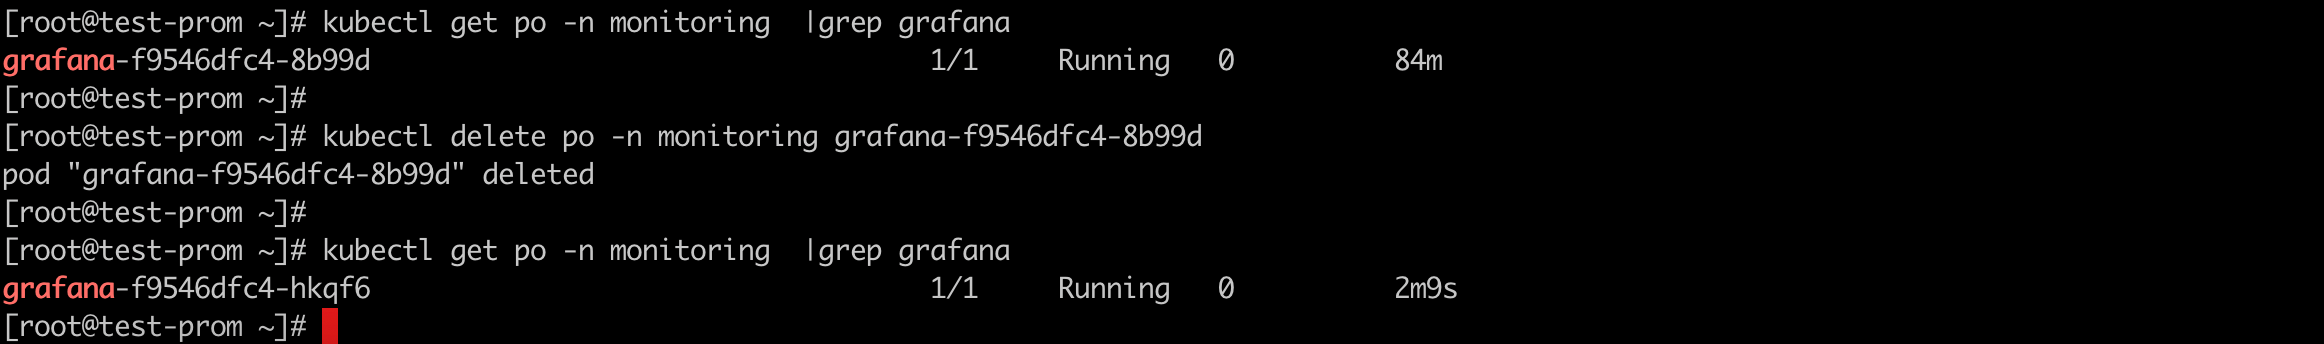 [root@test-prom ~]# kubectl get po -n monitoring  |grep grafana
grafana-f9546dfc4-8b99d                                   1/1     Running   0          84m
[root@test-prom ~]#
[root@test-prom ~]# kubectl delete po -n monitoring grafana-f9546dfc4-8b99d
pod "grafana-f9546dfc4-8b99d" deleted
[root@test-prom ~]#
[root@test-prom ~]# kubectl get po -n monitoring  |grep grafana
grafana-f9546dfc4-hkqf6                                   1/1     Running   0          2m9s
[root@test-prom ~]#